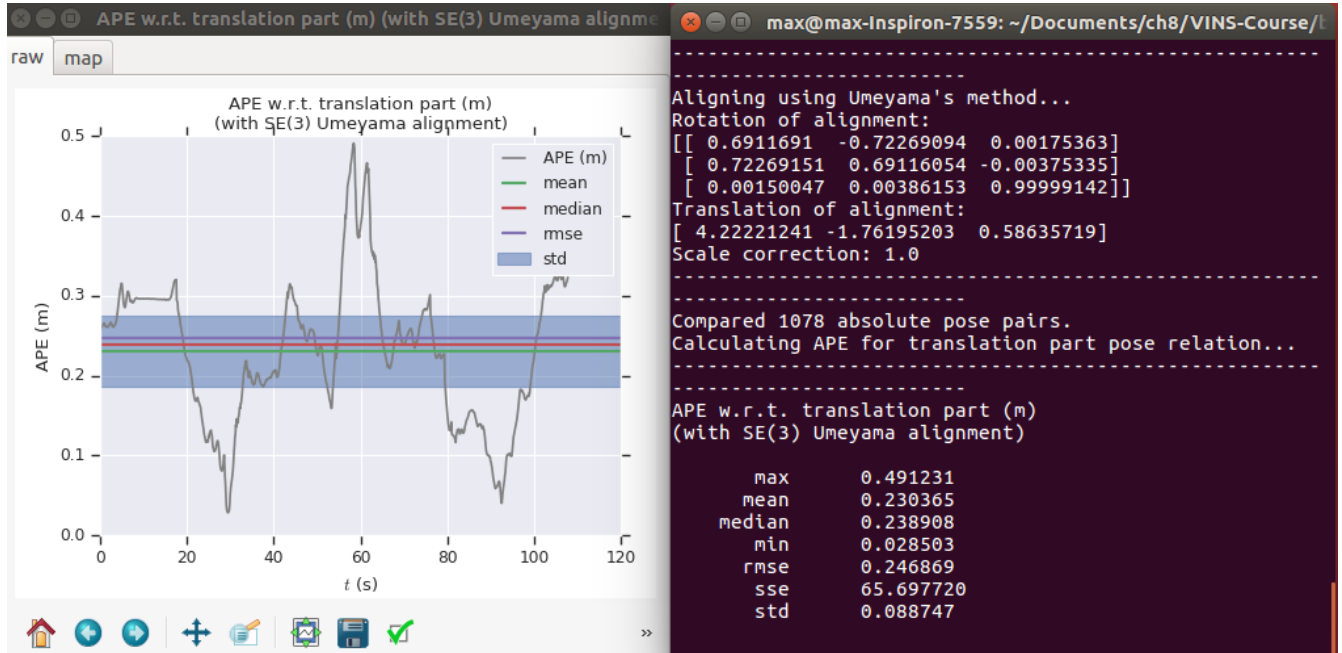 APE w.r.t. translation part (m) (with SE(3) Umeyama alignme
raw map
APE w.r.t. translation part (m)
(with SE(3) Umeyama alignment)
0.5
0.4
0.3
0.2
0.1
0.0
APE (m)
APE (m)
mean
median
rmse
std
0 20 40 60 80 100 120
t (s)
»
max@max-Inspiron-7559: ~/Documents/ch8/VINS-Course/b
--------------------------------------------------------
-------------------------
Aligning using Umeyama's method...
Rotation of alignment:
[[ 0.6911691  -0.72269094  0.00175363]
 [ 0.72269151  0.69116054 -0.00375335]
 [ 0.00150047  0.00386153  0.99999142]]
Translation of alignment:
[ 4.22221241 -1.76195203  0.58635719]
Scale correction: 1.0
--------------------------------------------------------
-------------------------
Compared 1078 absolute pose pairs.
Calculating APE for translation part pose relation...
--------------------------------------------------------
-------------------------
APE w.r.t. translation part (m)
(with SE(3) Umeyama alignment)
max 0.491231
mean 0.230365
median 0.238908
min 0.028503
rmse 0.246869
sse 65.697720
std 0.088747